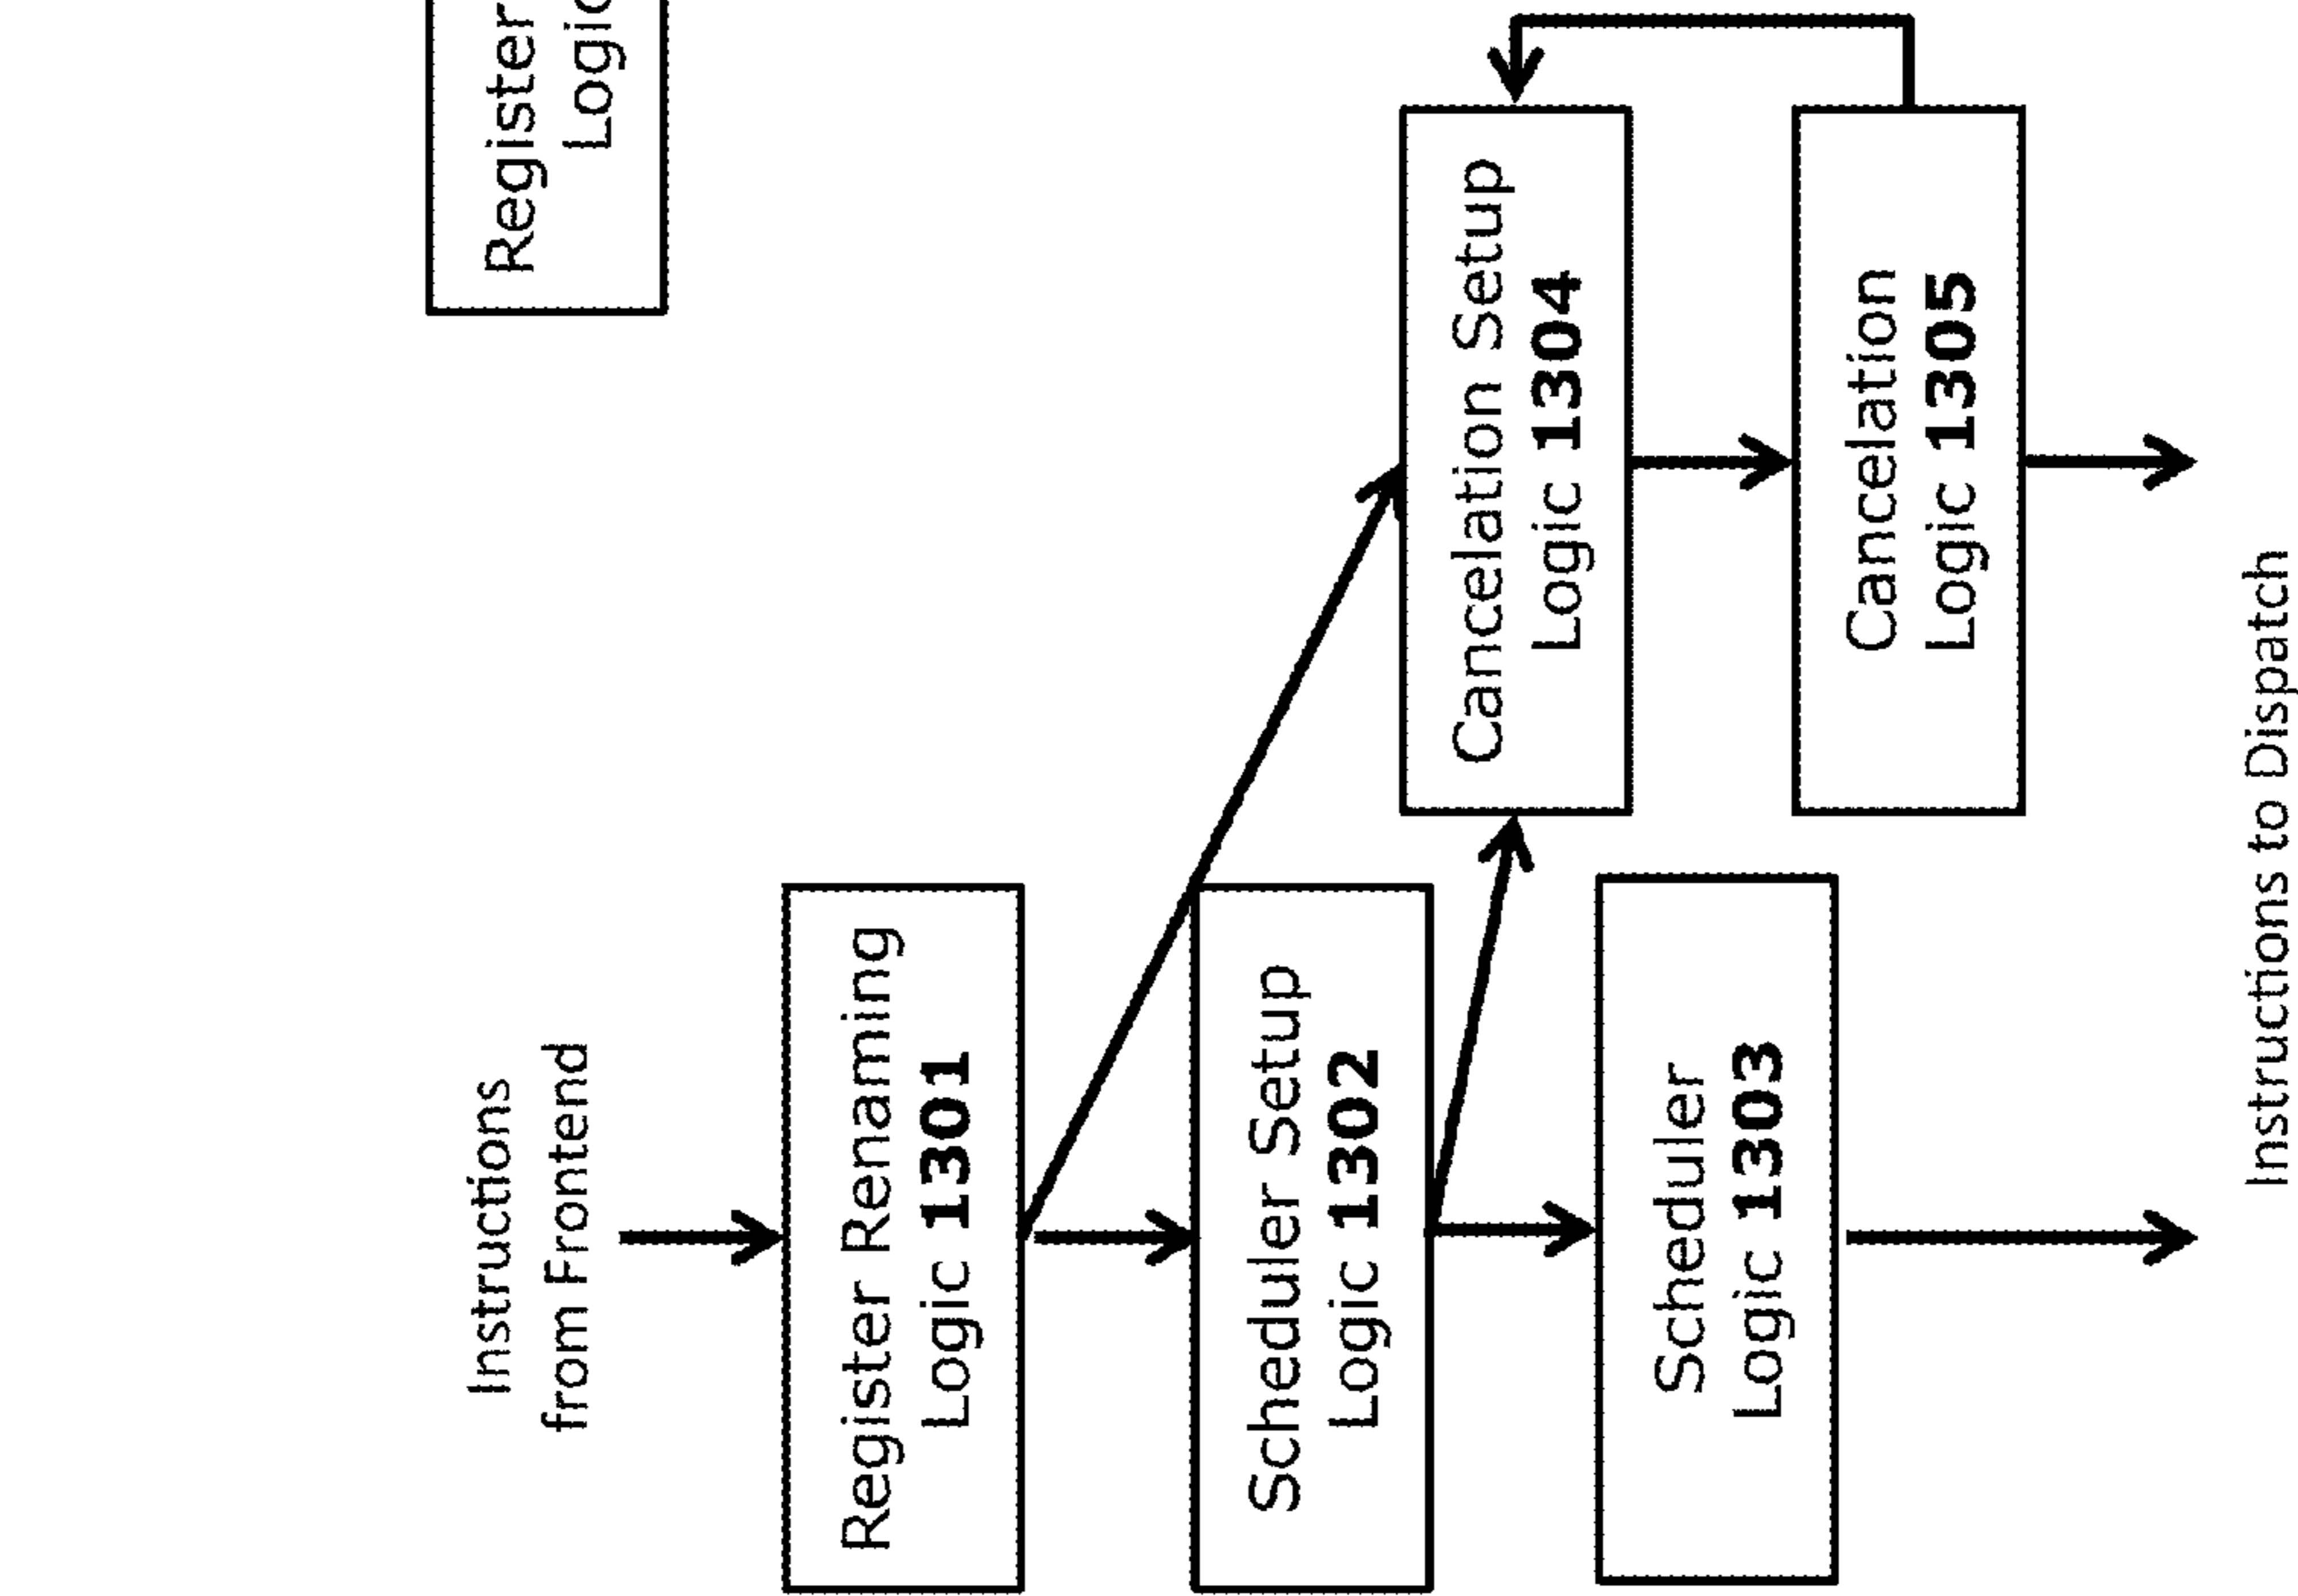 Register
Logic
Instructions
from Frontend
Register Renaming
Logic 1301
Scheduler Setup
Logic 1302
Scheduler
Logic 1303
Cancelation Setup
Logic 1304
Cancelation
Logic 1305
Instructions to Dispatch